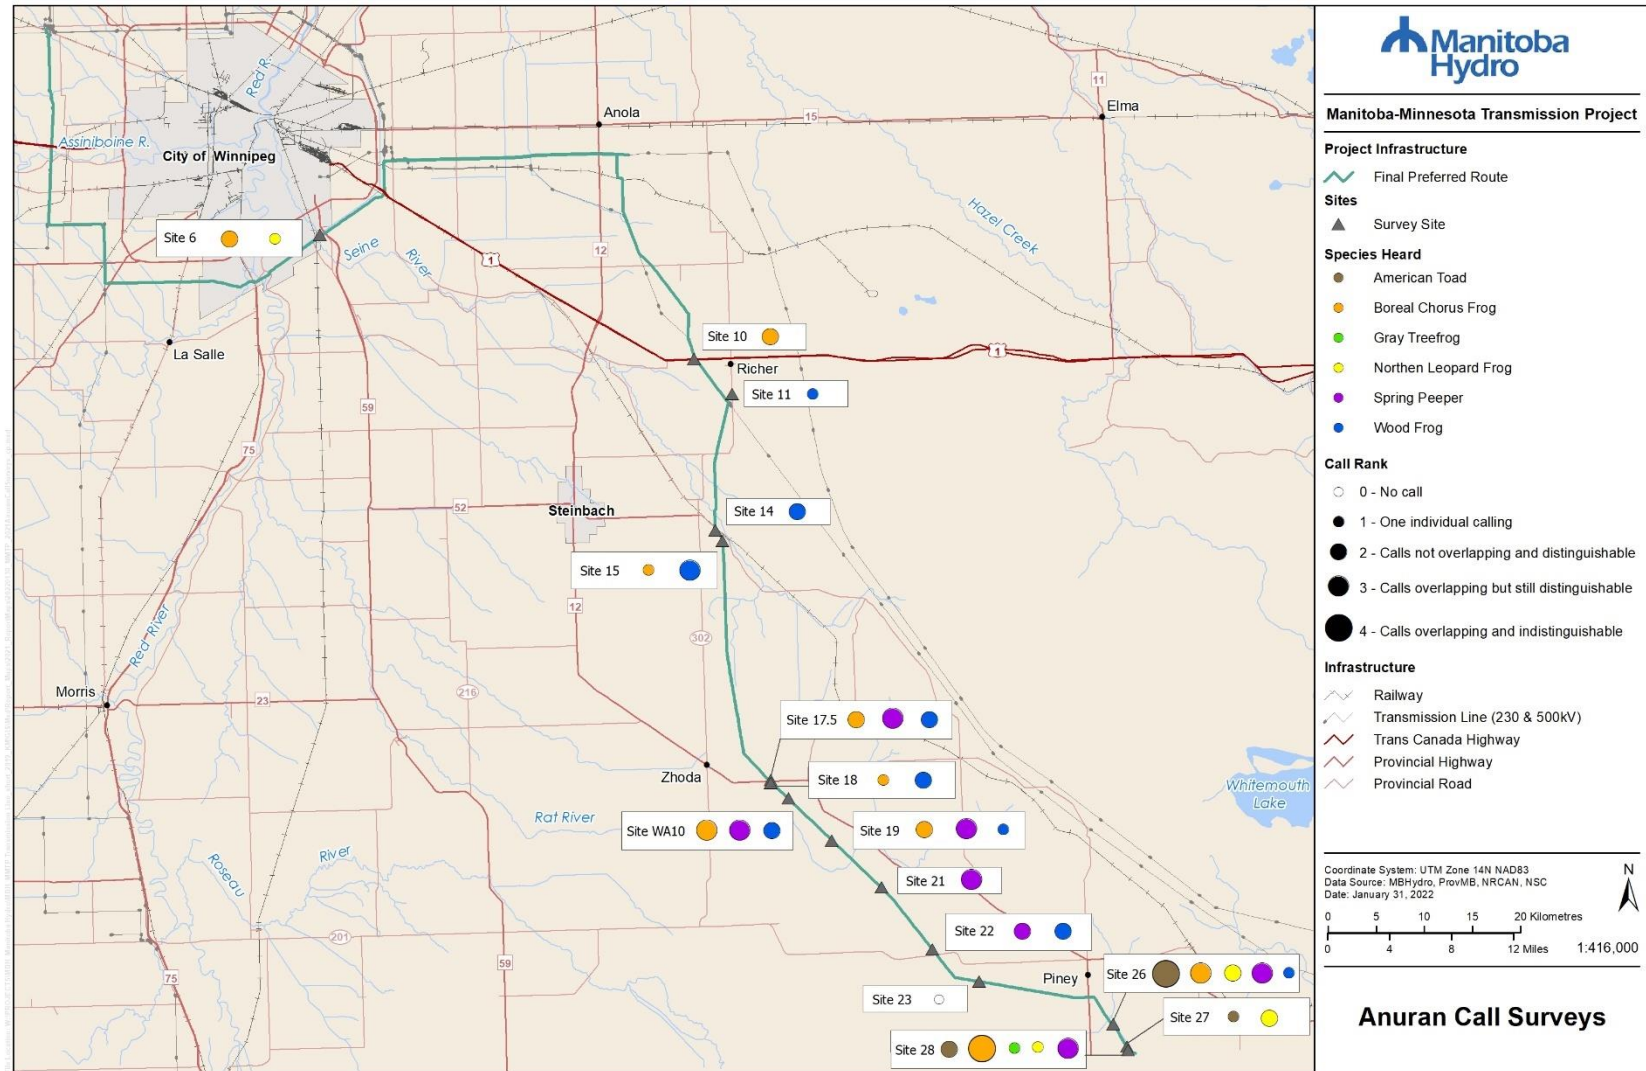 Red R.
Assiniboine R.
City of Winnipeg
Anola
15
11
Elma
Site 6
Seine
River
12
1
Hazel Creek
La Salle
Site 10
Richer
1
Site 11
59
75
52
Steinbach
Site 14
Site 15
12
302
Red River
Morris
23
216
Site 17.5
Zhoda
Site 18
Whitemouth
Lake
Rat River
Site WA10
Site 19
Roseau
River
Site 21
201
Site 22
59
75
Piney
Site 26
Site 23
Site 27
Site 28
Manitoba
Hydro
Manitoba-Minnesota Transmission Project
Project Infrastructure
Final Preferred Route
Sites
Survey Site
Species Heard
American Toad
Boreal Chorus Frog
Gray Treefrog
Northen Leopard Frog
Spring Peeper
Wood Frog
Call Rank
0 - No call
1 - One individual calling
2 - Calls not overlapping and distinguishable
3 - Calls overlapping but still distinguishable
4 - Calls overlapping and indistinguishable
Infrastructure
Railway
Transmission Line (230 & 500kV)
Trans Canada Highway
Provincial Highway
Provincial Road
Coordinate System: UTM Zone 14N NAD83
Data Source: MBHydro, ProvMB, NRCAN, NSC
Date: January 31, 2022
N
0 5 10 15 20 Kilometres
0 4 8 12 Miles 1:416,000
Anuran Call Surveys